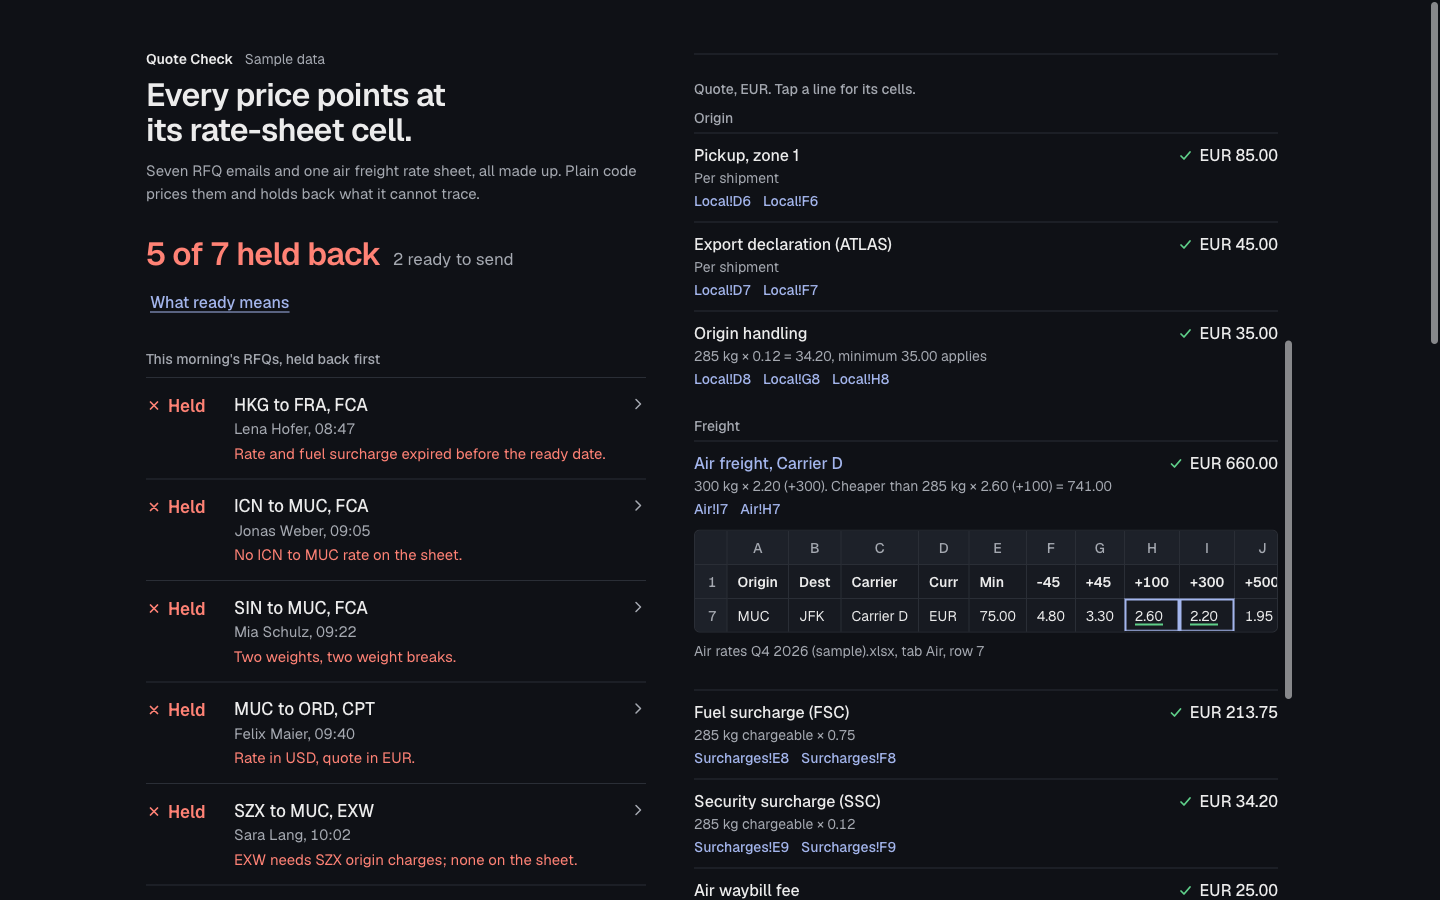 Quote Check Sample data
Every price points at
its rate-sheet cell.
Seven RFQ emails and one air freight rate sheet, all made up. Plain code
prices them and holds back what it cannot trace.
5 of 7 held back 2 ready to send
What ready means
This morning's RFQs, held back first
Held HKG to FRA, FCA
Lena Hofer, 08:47
Rate and fuel surcharge expired before the ready date.
Held ICN to MUC, FCA
Jonas Weber, 09:05
No ICN to MUC rate on the sheet.
Held SIN to MUC, FCA
Mia Schulz, 09:22
Two weights, two weight breaks.
Held MUC to ORD, CPT
Felix Maier, 09:40
Rate in USD, quote in EUR.
Held SZX to MUC, EXW
Sara Lang, 10:02
EXW needs SZX origin charges; none on the sheet.
Quote, EUR. Tap a line for its cells.
Origin
Pickup, zone 1 EUR 85.00
Per shipment
Local!D6 Local!F6
Export declaration (ATLAS) EUR 45.00
Per shipment
Local!D7 Local!F7
Origin handling EUR 35.00
285 kg × 0.12 = 34.20, minimum 35.00 applies
Local!D8 Local!G8 Local!H8
Freight
Air freight, Carrier D EUR 660.00
300 kg × 2.20 (+300). Cheaper than 285 kg × 2.60 (+100) = 741.00
Air!I7 Air!H7
A B C D E F G H I J
1 Origin Dest Carrier Curr Min -45 +45 +100 +300 +500
7 MUC JFK Carrier D EUR 75.00 4.80 3.30 2.60 2.20 1.95
Air rates Q4 2026 (sample).xlsx, tab Air, row 7
Fuel surcharge (FSC) EUR 213.75
285 kg chargeable × 0.75
Surcharges!E8 Surcharges!F8
Security surcharge (SSC) EUR 34.20
285 kg chargeable × 0.12
Surcharges!E9 Surcharges!F9
Air waybill fee EUR 25.00